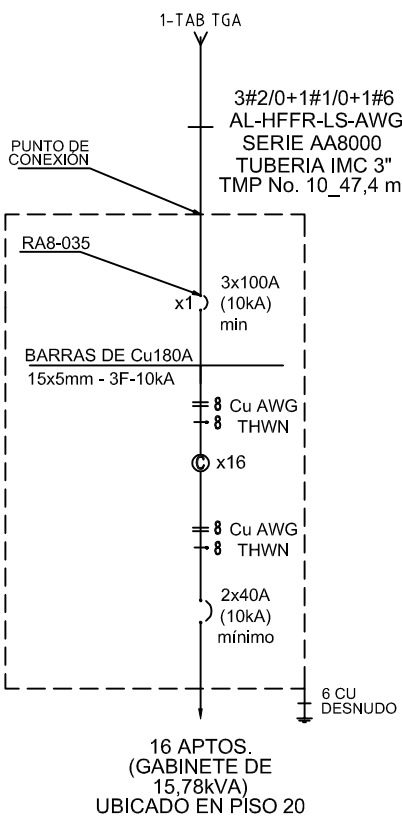 1-TAB TGA
3#2/0+1#1/0+1#6
AL-HFFR-LS-AWG
SERIE AA8000
TUBERIA IMC 3"
TMP No. 10_47,4 m
PUNTO DE
CONEXIÓN
RA8-035
x1
3x100A
(10kA)
min
BARRAS DE Cu180A
15x5mm - 3F-10kA
8 Cu AWG
8 THWN
C x16
8 Cu AWG
8 THWN
2x40A
(10kA)
mínimo
6 CU
DESNUDO
16 APTOS.
(GABINETE DE
15,78kVA)
UBICADO EN PISO 20